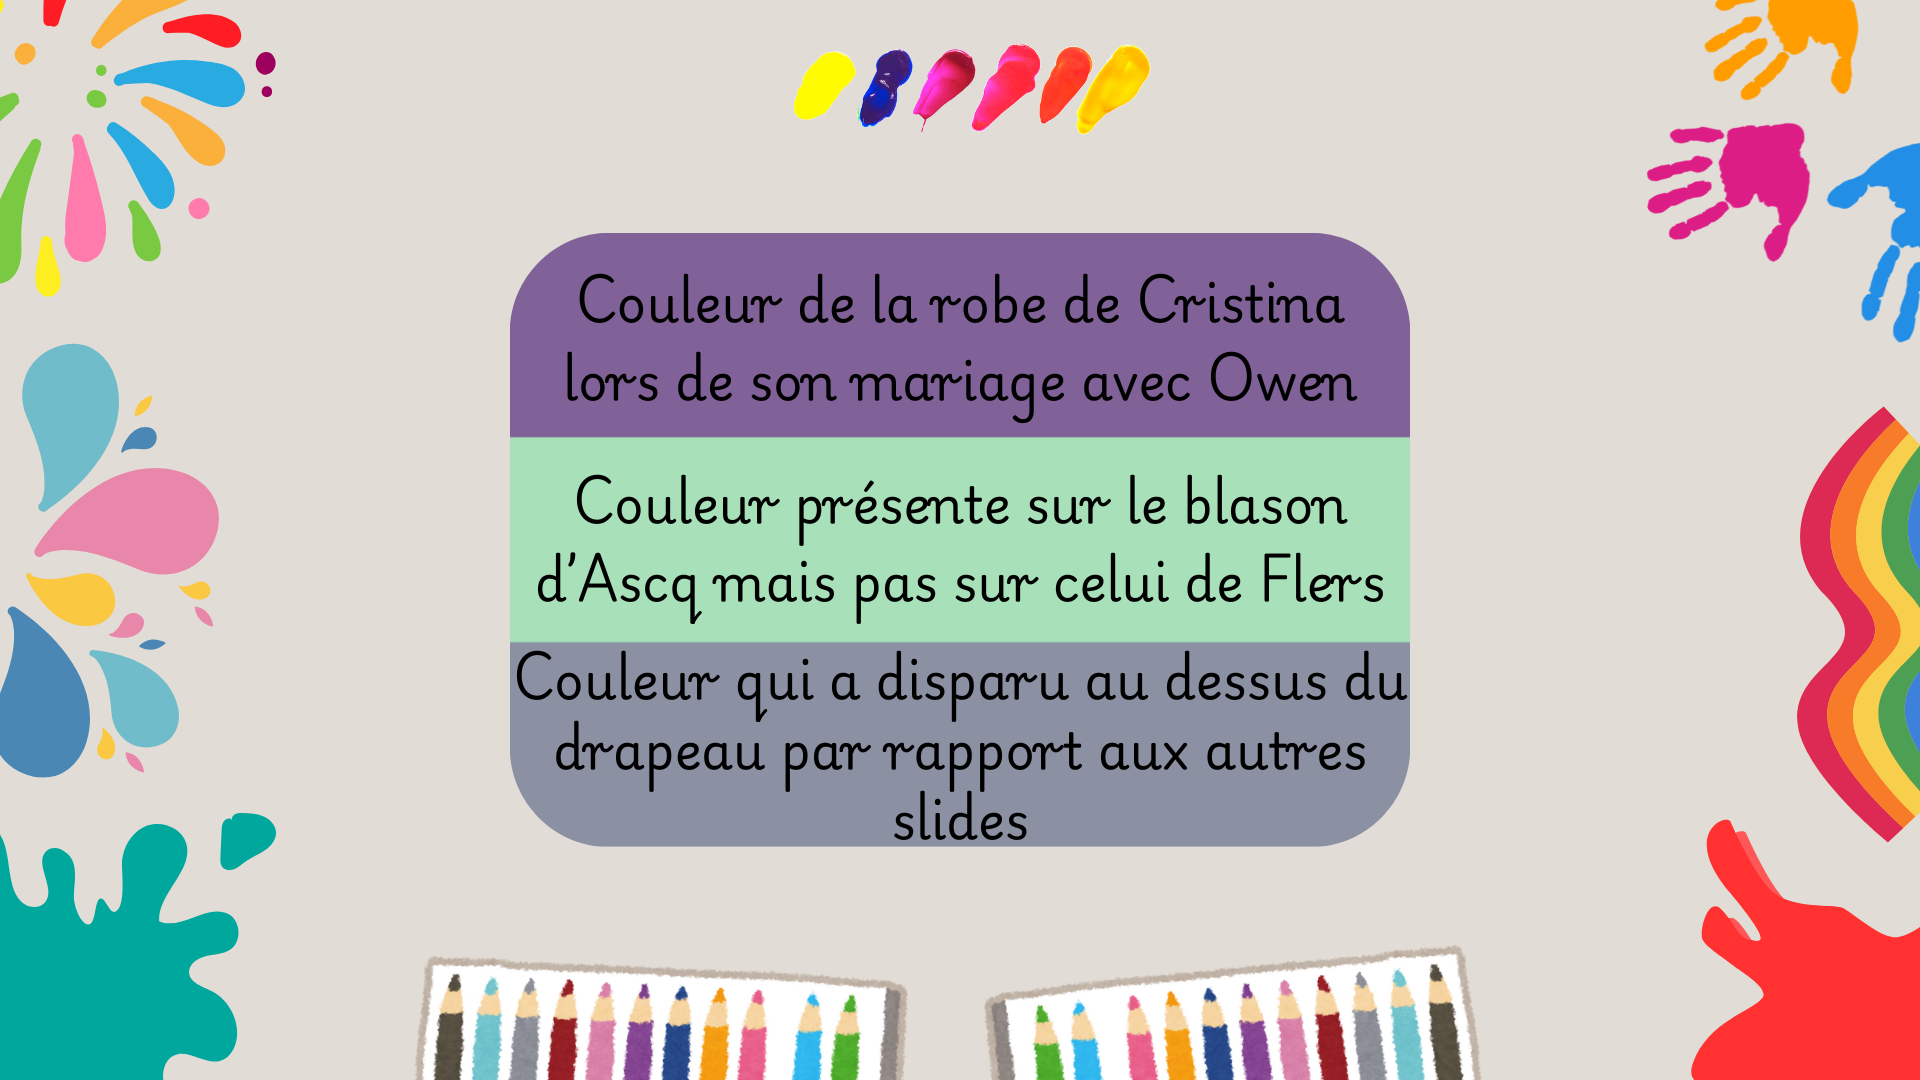 Couleur de la robe de Cristina
lors de son mariage avec Owen
Couleur présente sur le blason
d'Ascq mais pas sur celui de Flers
Couleur qui a disparu au dessus du
drapeau par rapport aux autres
slides